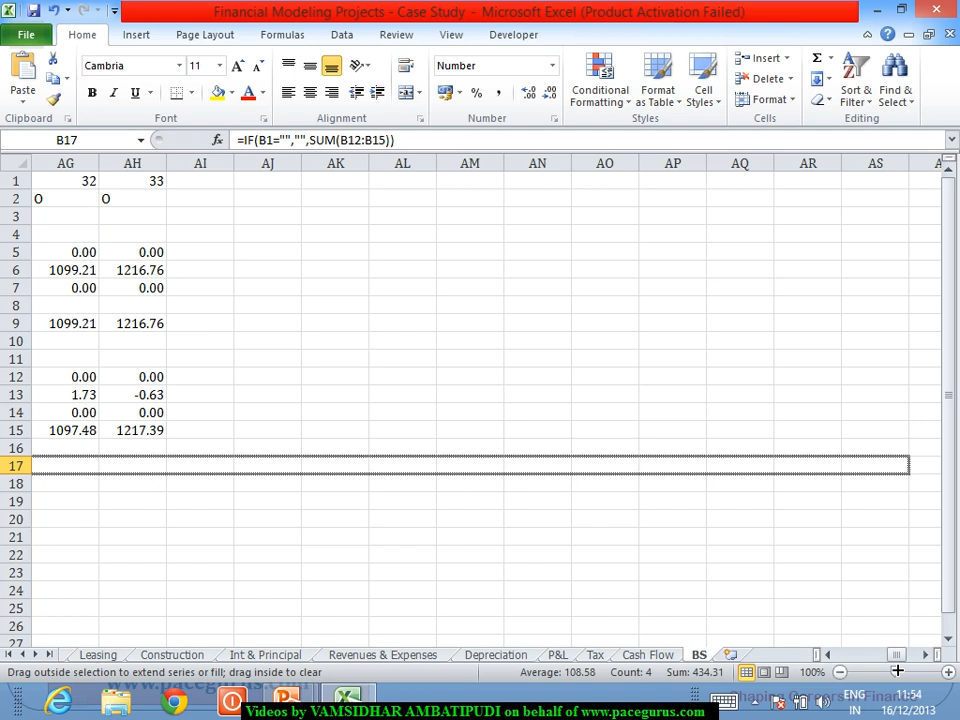 Financial Modeling Projects - Case Study - Microsoft Excel (Product Activation Failed)
File Home Insert Page Layout Formulas Data Review View Developer
Cambria 11 Number Insert
Paste Conditional Formatting Format as Table Cell Styles Delete Sort & Filter Find & Select
B I U Format
Clipboard Font Alignment Number Styles Cells Editing
B17 fx =IF(B1="","",SUM(B12:B15))
AG AH AI AJ AK AL AM AN AO AP AQ AR AS
1 32 33
2 O O
3
4
5 0.00 0.00
6 1099.21 1216.76
7 0.00 0.00
8
9 1099.21 1216.76
10
11
12 0.00 0.00
13 1.73 -0.63
14 0.00 0.00
15 1097.48 1217.39
16
17
18
19
20
21
22
23
24
25
26
27
Leasing Construction Int & Principal Revenues & Expenses Depreciation P&L Tax Cash Flow BS
Drag outside selection to extend series or fill; drag inside to clear Average: 108.58 Count: 4 Sum: 434.31 100%
www.pacegurus.com
Shaping Careers in Finance
ENG 11:54
IN 16/12/2013
Videos by VAMSIDHAR AMBATIPUDI on behalf of www.pacegurus.com